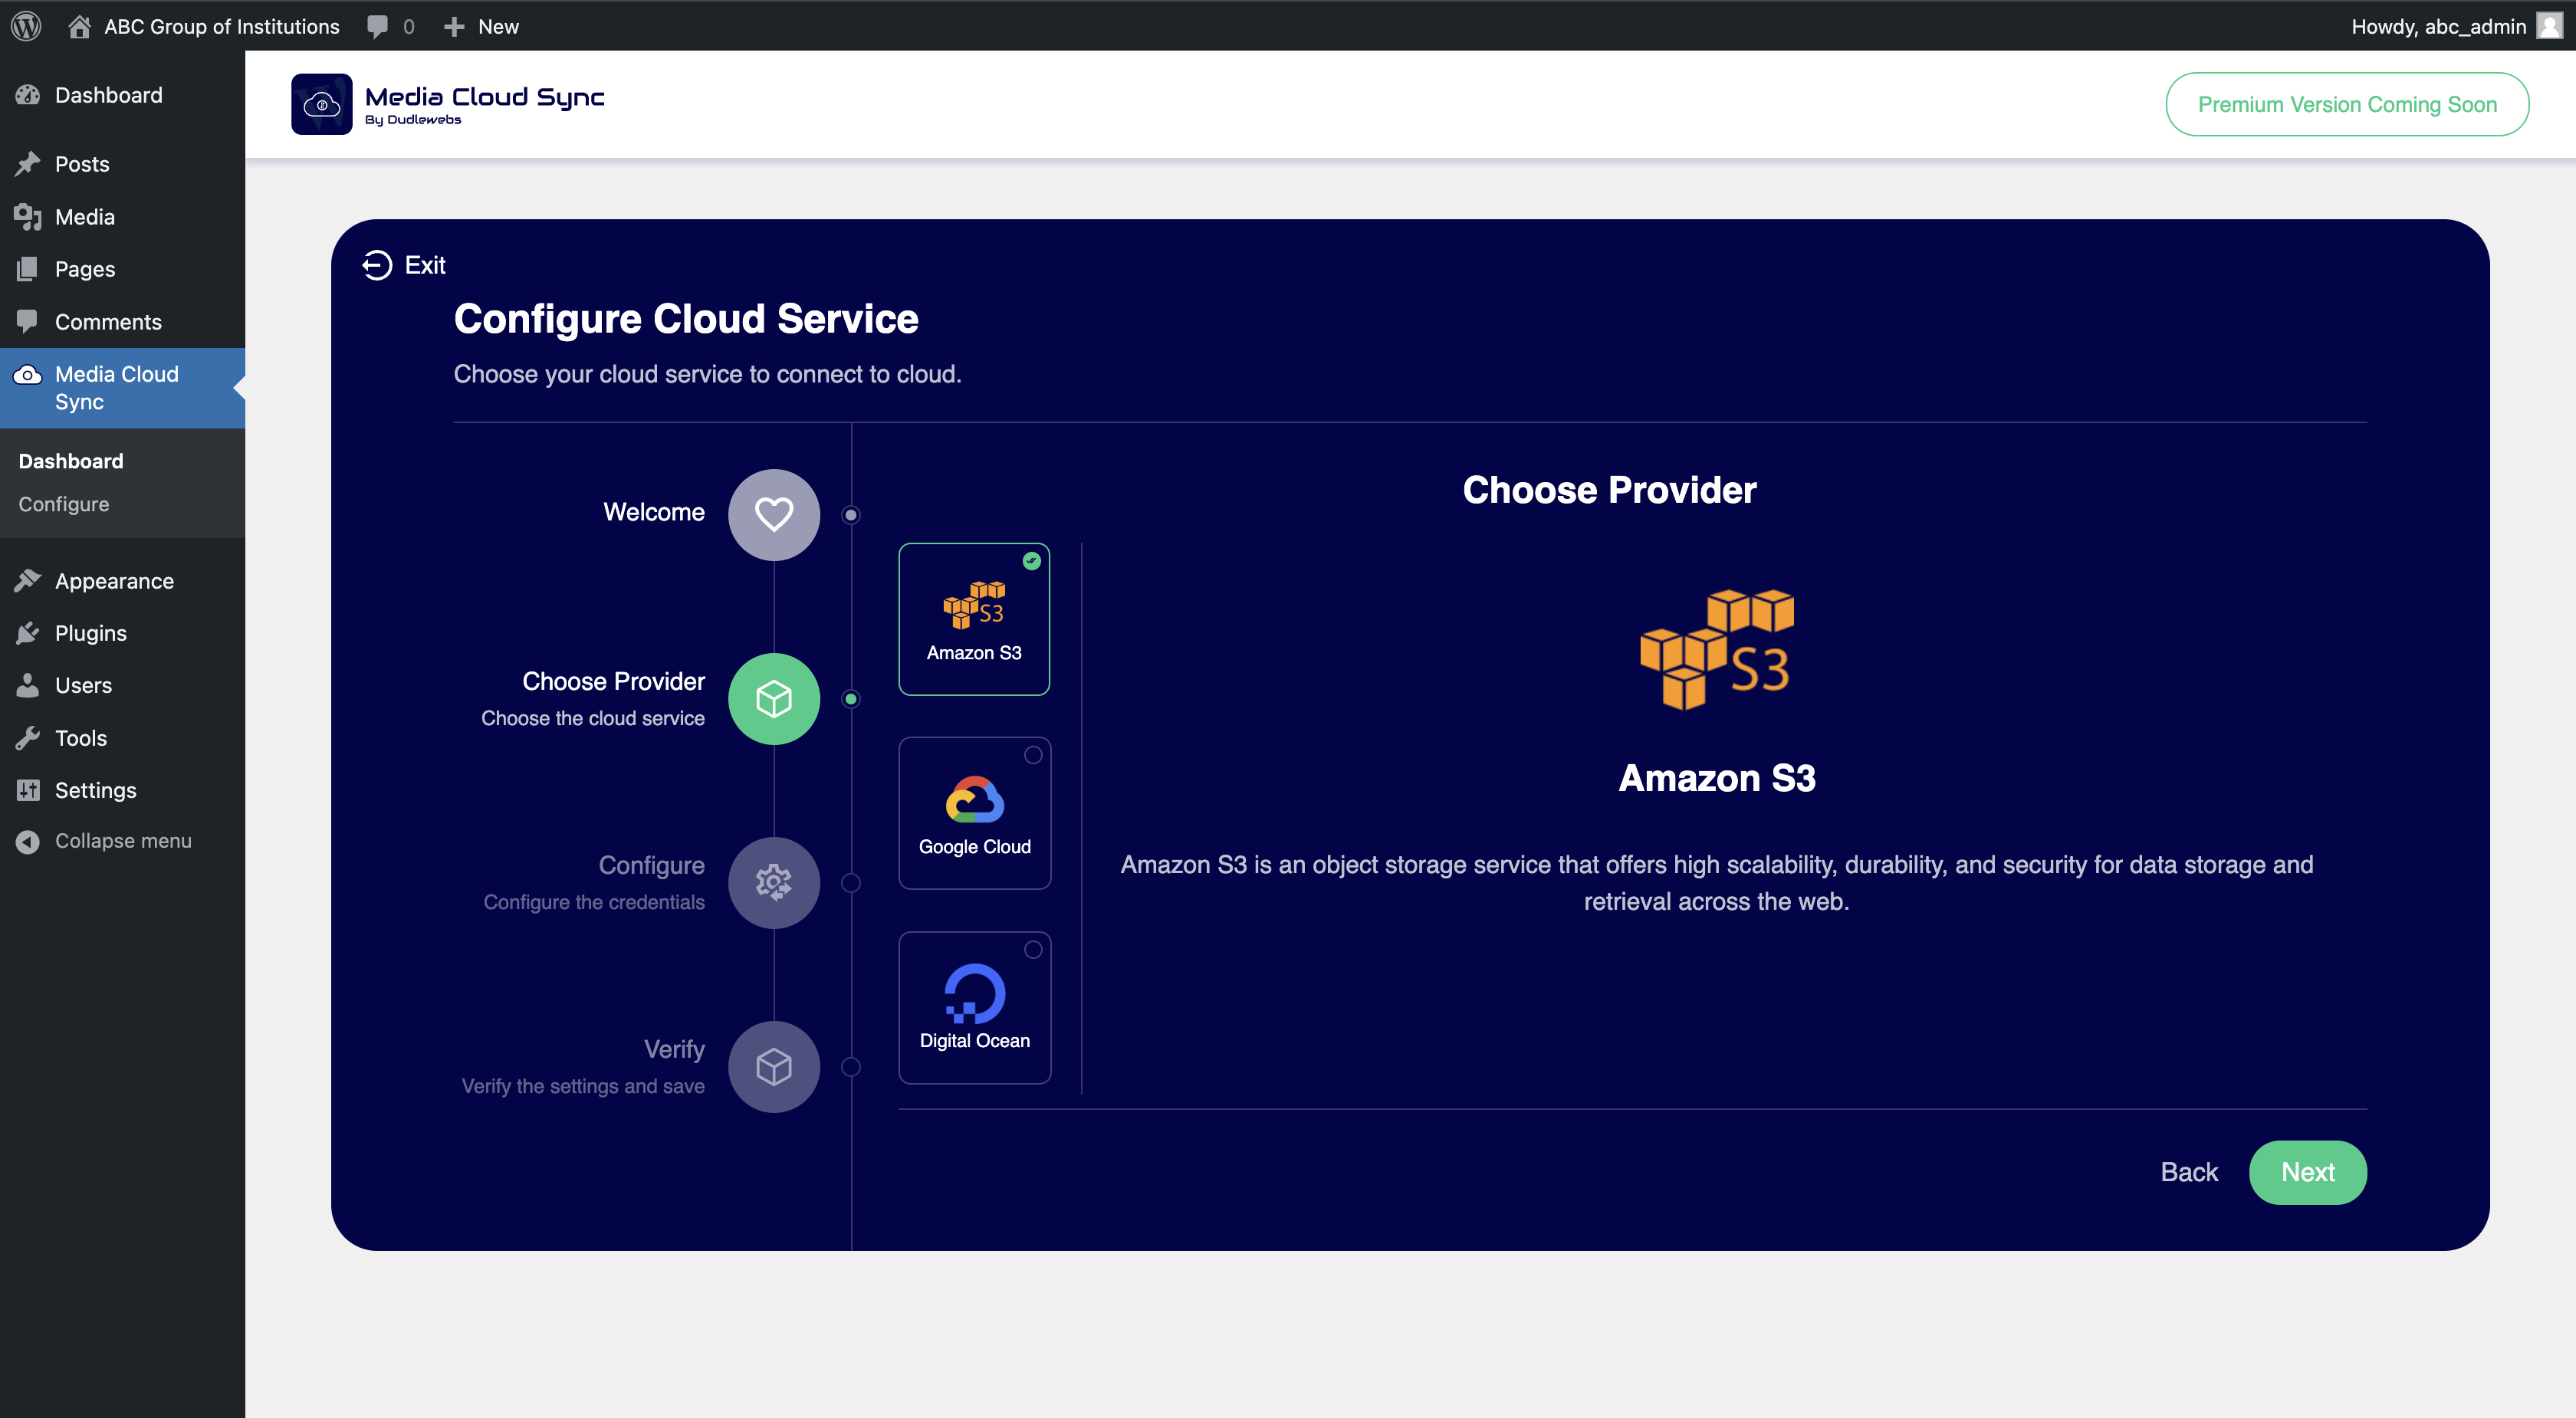 ABC Group of Institutions
0
New
Howdy, abc_admin
Dashboard
Posts
Media
Pages
Comments
Media Cloud
Sync
Dashboard
Configure
Appearance
Plugins
Users
Tools
Settings
Collapse menu
Media Cloud Sync
By Dudlewebs
Premium Version Coming Soon
Exit
Configure Cloud Service
Choose your cloud service to connect to cloud.
Welcome
Choose Provider
Choose the cloud service
Configure
Configure the credentials
Verify
Verify the settings and save
Choose Provider
S3
Amazon S3
Google Cloud
Digital Ocean
S3
Amazon S3
Amazon S3 is an object storage service that offers high scalability, durability, and security for data storage and
retrieval across the web.
Back
Next